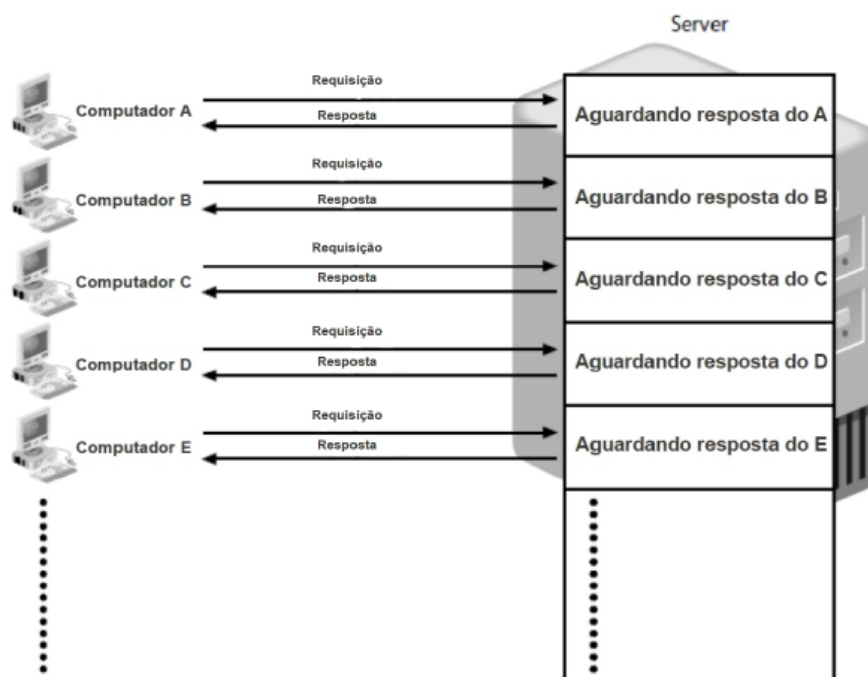 Server
Requisição
Computador A
Resposta
Aguardando resposta do A
Requisição
Computador B
Resposta
Aguardando resposta do B
Requisição
Computador C
Resposta
Aguardando resposta do C
Requisição
Computador D
Resposta
Aguardando resposta do D
Requisição
Computador E
Resposta
Aguardando resposta do E